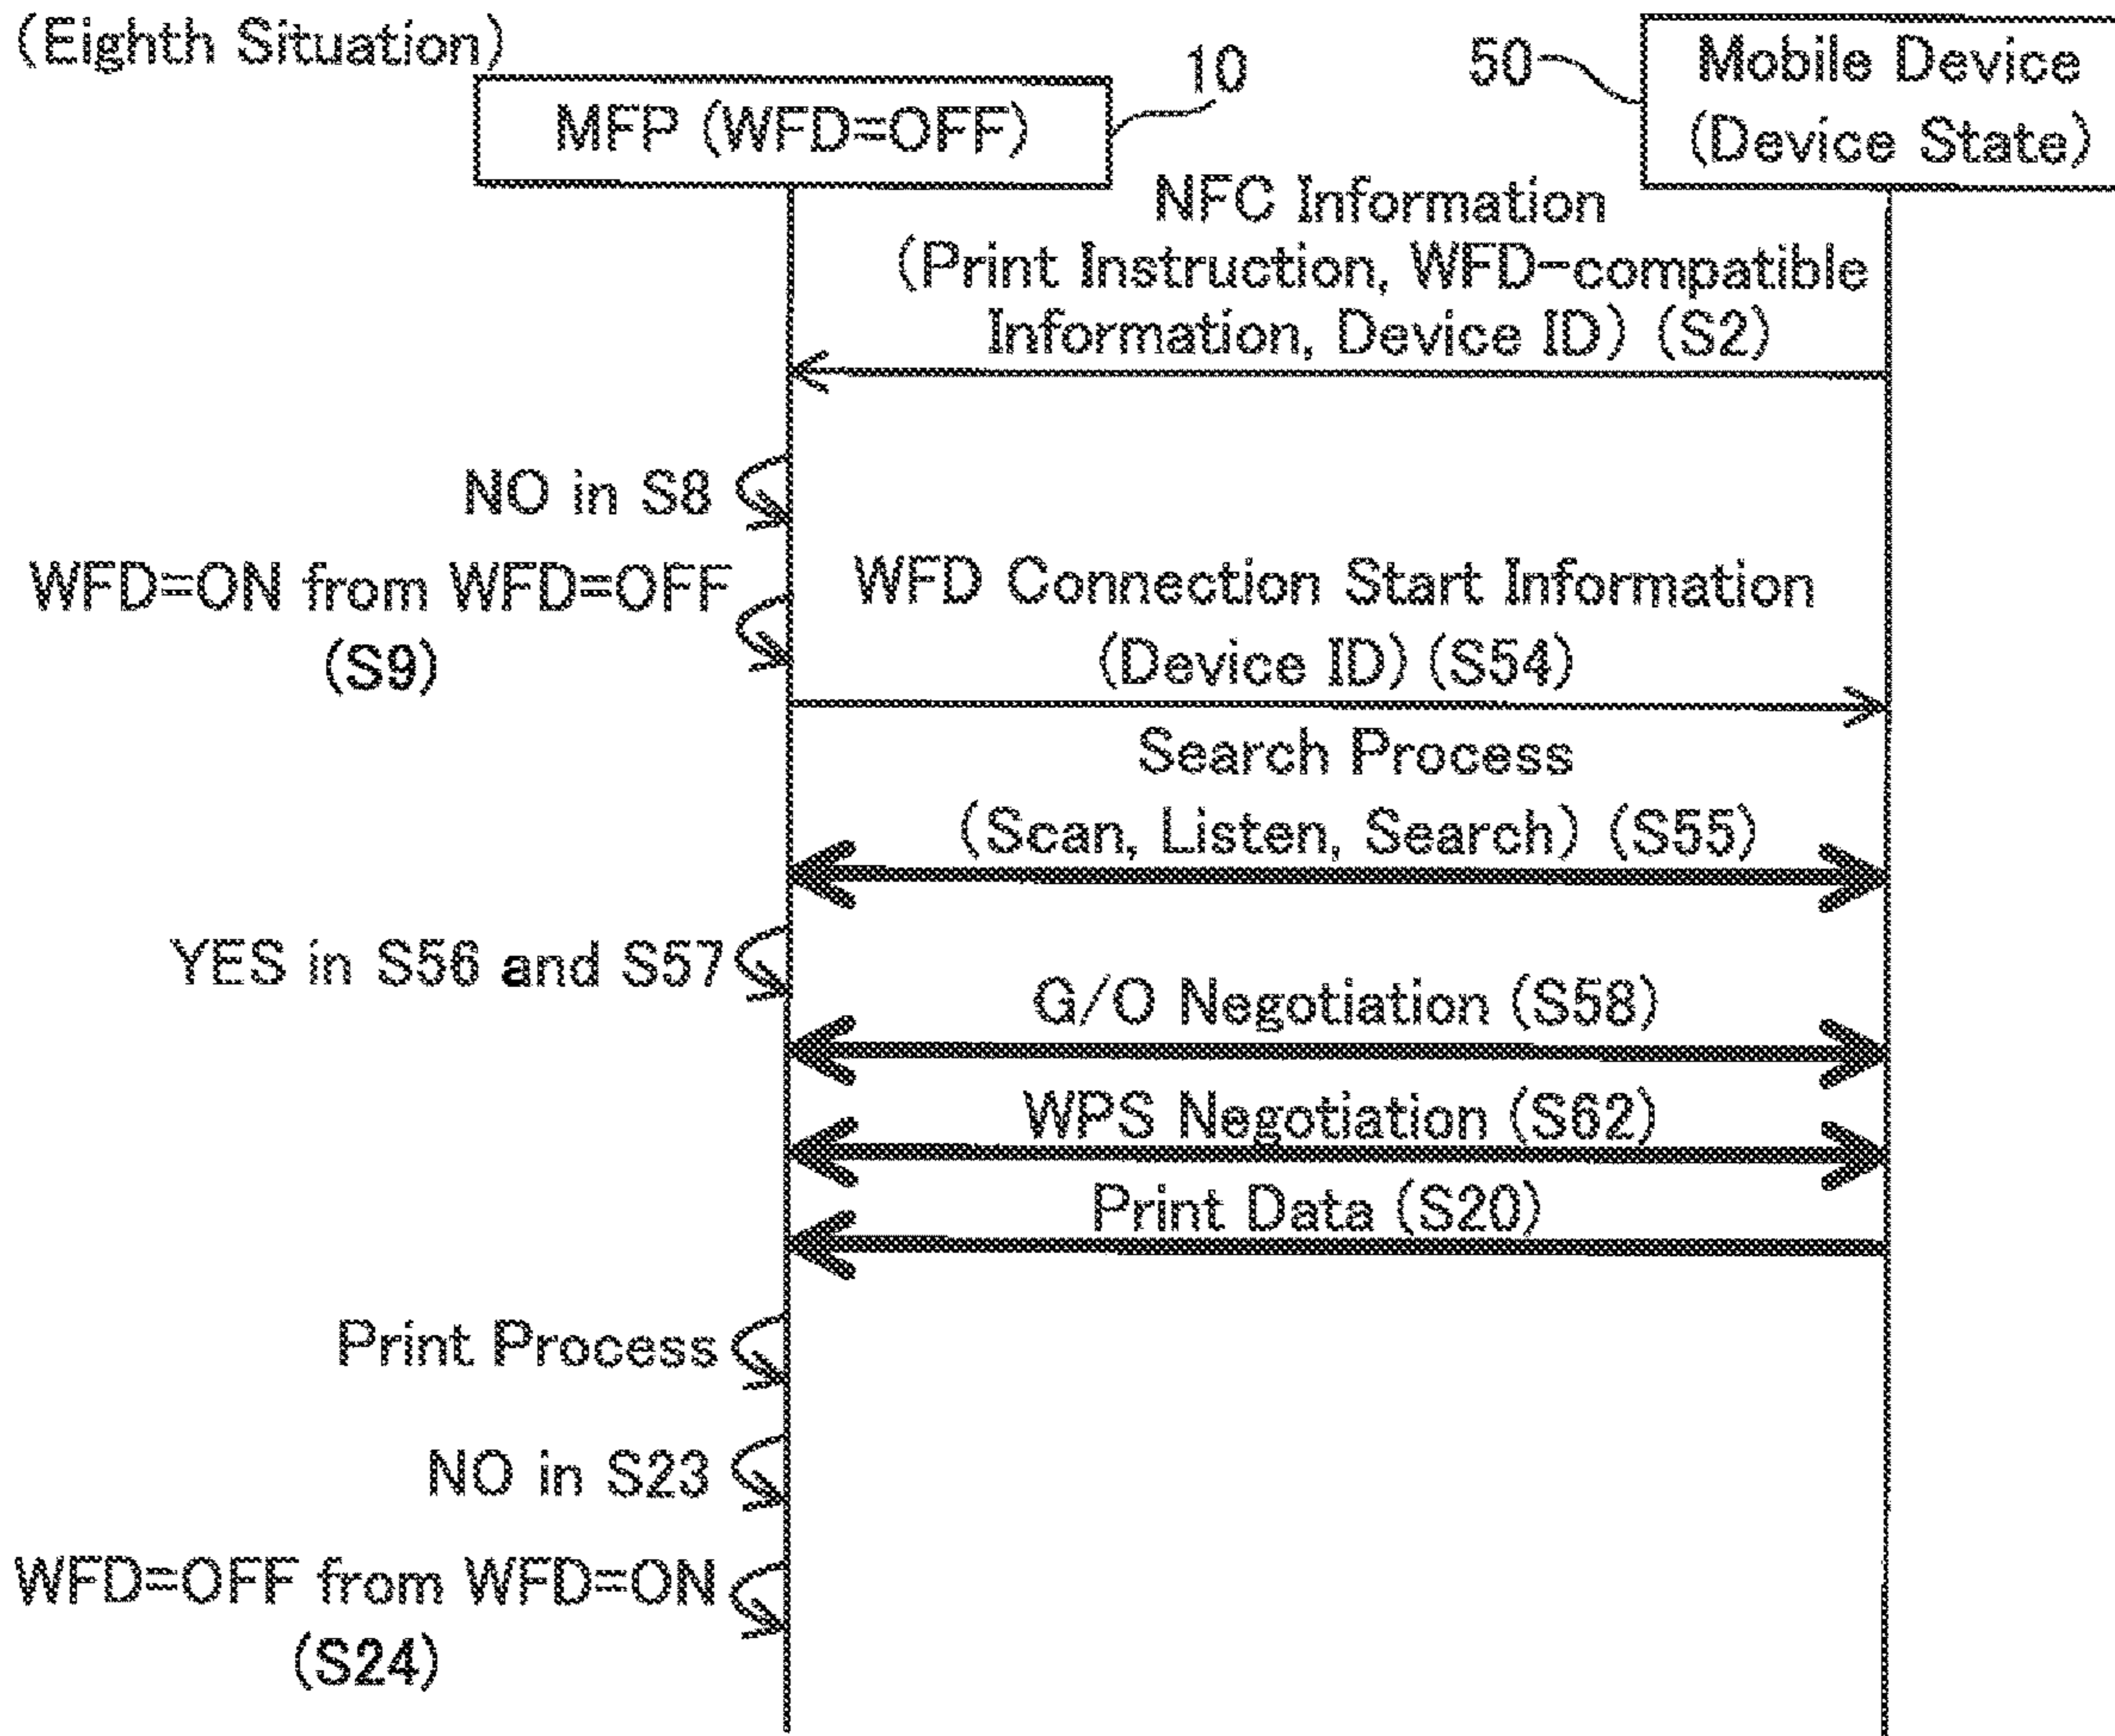 (Eighth Situation)
10
50
Mobile Device
(Device State)
MFP (WFD=OFF)
NFC Information
(Print Instruction, WFD-compatible
Information, Device ID) (S2)
NO in S8
WFD=ON from WFD=OFF
(S9)
WFD Connection Start Information
(Device ID) (S54)
Search Process
(Scan, Listen, Search) (S55)
YES in S56 and S57
G/O Negotiation (S58)
WPS Negotiation (S62)
Print Data (S20)
Print Process
NO in S23
WFD=OFF from WFD=ON
(S24)